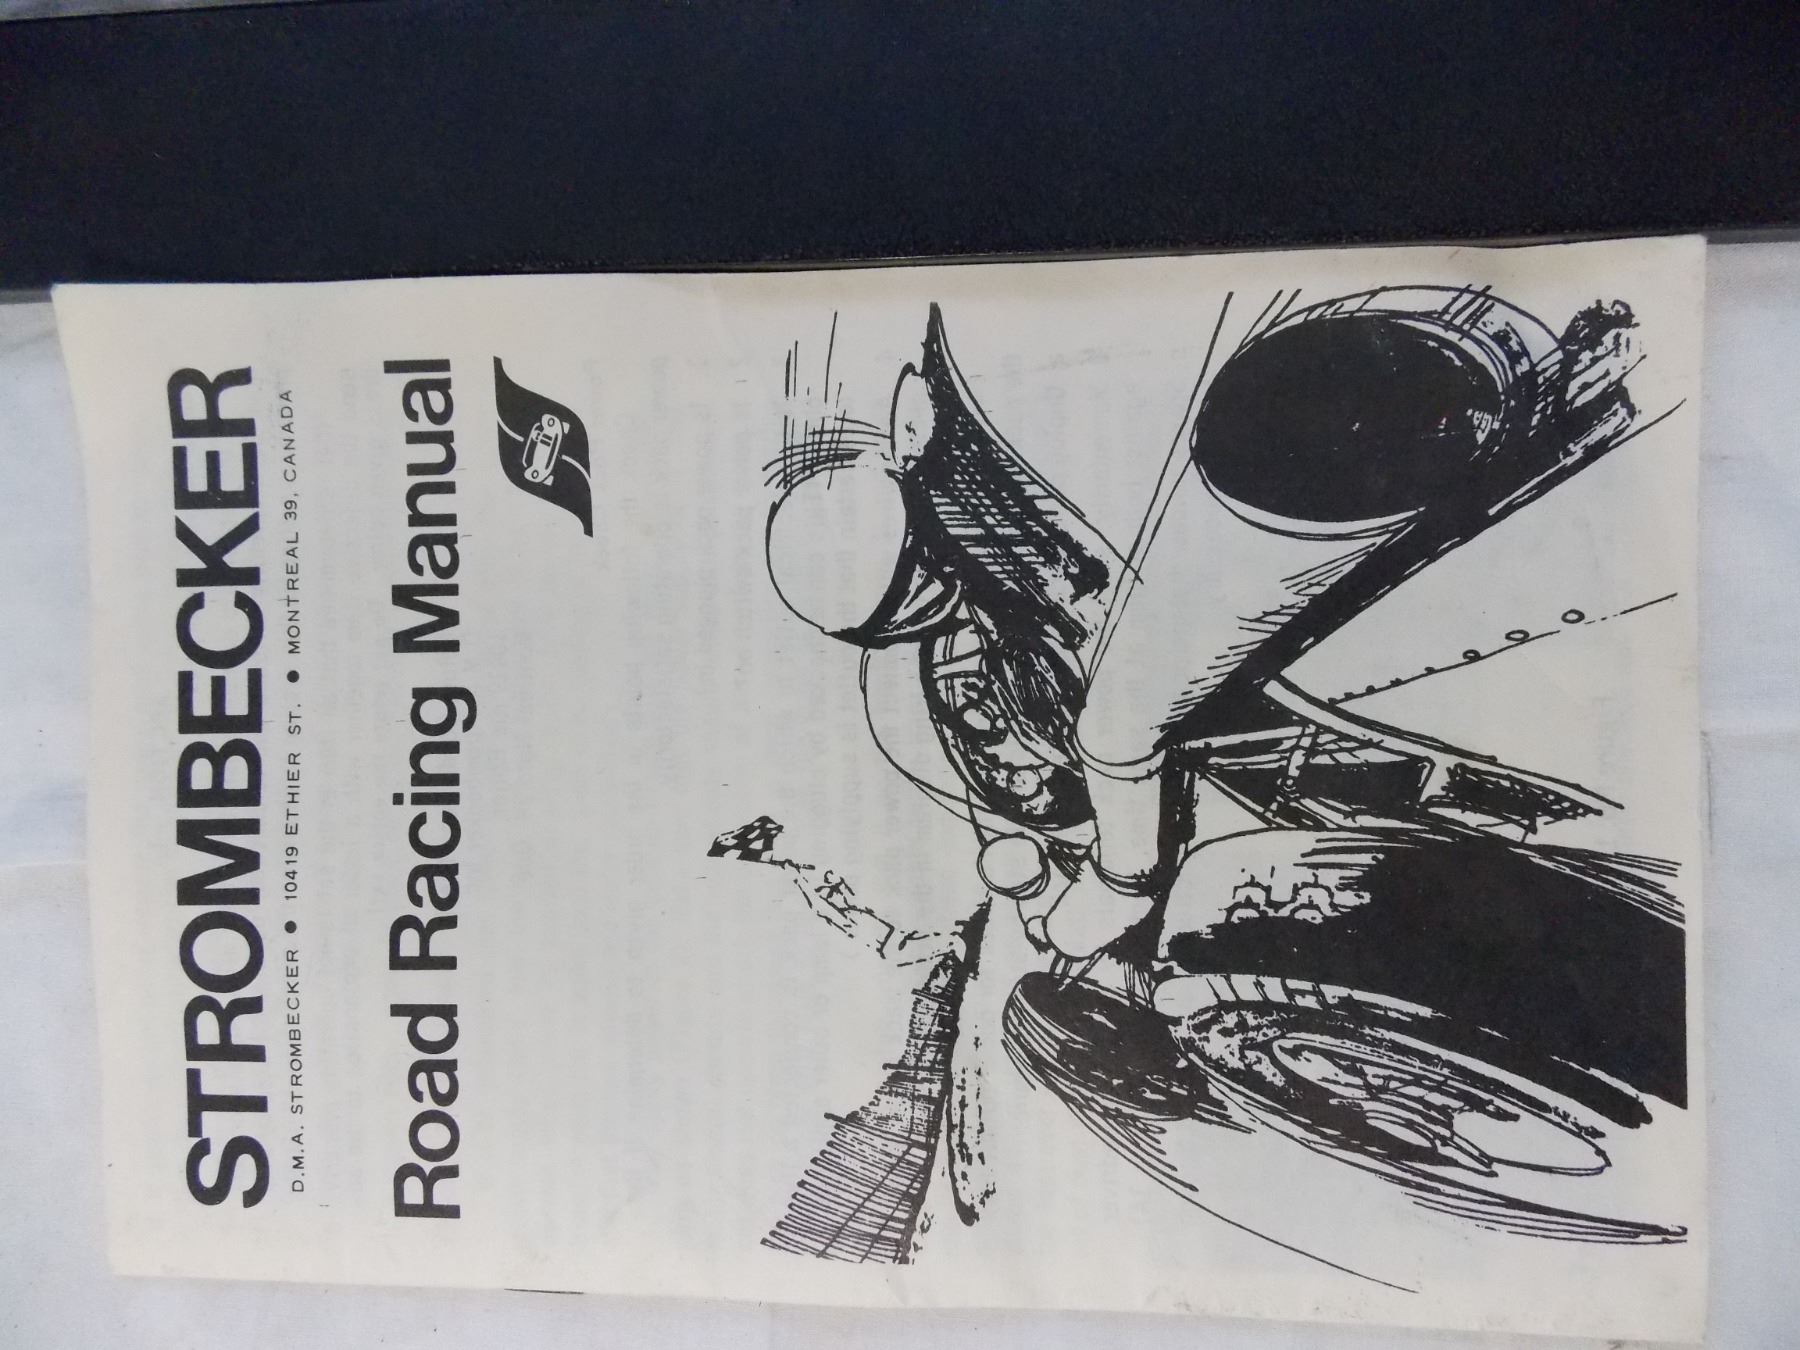 STROMBECKER
D.M.A. STROMBECKER • 10419 ETHIER ST. • MONTREAL 39, CANADA
Road Racing Manual